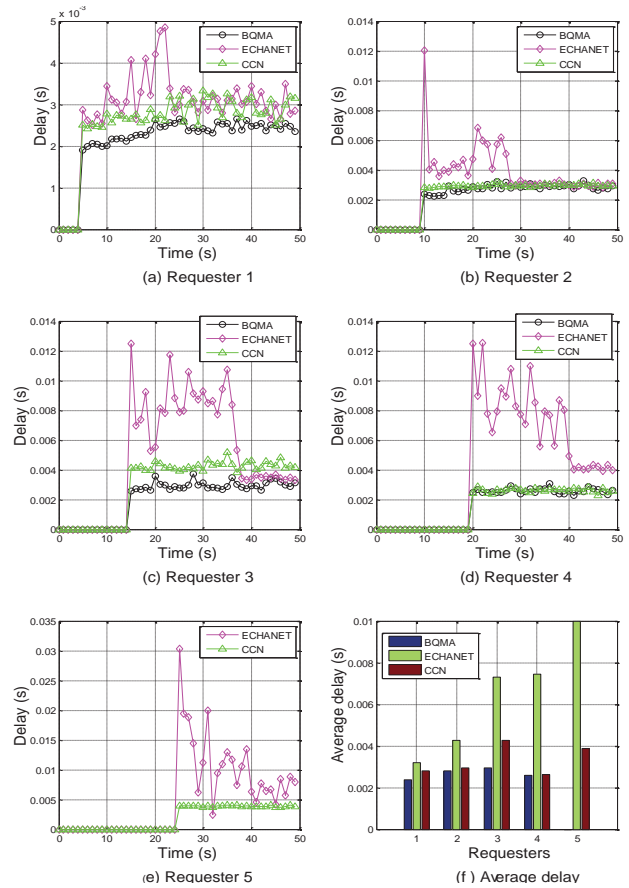 x 10⁻³
5
4
3
2
1
0
Delay (s)
BQMA
ECHANET
CCN
0 10 20 30 40 50
Time (s)
(a) Requester 1
0.014
0.012
0.01
0.008
0.006
0.004
0.002
0
Delay (s)
BQMA
ECHANET
CCN
0 10 20 30 40 50
Time (s)
(b) Requester 2
0.014
0.012
0.01
0.008
0.006
0.004
0.002
0
Delay (s)
BQMA
ECHANET
CCN
0 10 20 30 40 50
Time (s)
(c) Requester 3
0.014
0.012
0.01
0.008
0.006
0.004
0.002
0
Delay (s)
BQMA
ECHANET
CCN
0 10 20 30 40 50
Time (s)
(d) Requester 4
0.035
0.03
0.025
0.02
0.015
0.01
0.005
0
Delay (s)
ECHANET
CCN
0 10 20 30 40 50
Time (s)
(e) Requester 5
0.01
0.008
0.006
0.004
0.002
0
Average delay (s)
BQMA
ECHANET
CCN
1 2 3 4 5
Requesters
(f) Average delay